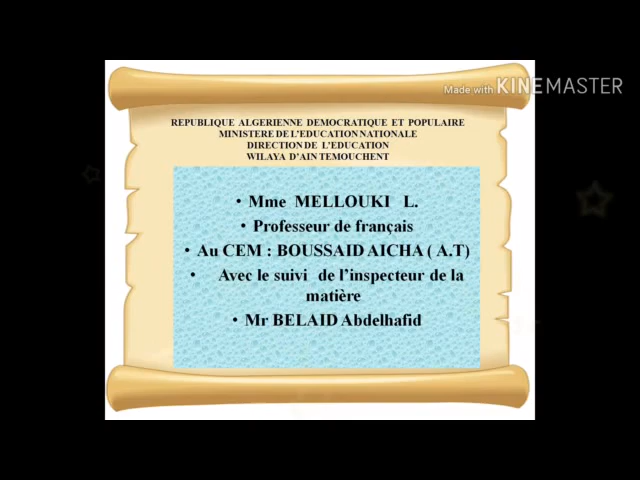 Made with KINEMASTER
REPUBLIQUE ALGERIENNE DEMOCRATIQUE ET POPULAIRE
MINISTERE DE L'EDUCATION NATIONALE
DIRECTION DE L'EDUCATION
WILAYA D'AIN TEMOUCHENT
• Mme MELLOUKI L.
• Professeur de français
• Au CEM : BOUSSAID AICHA ( A.T)
• Avec le suivi de l'inspecteur de la
matière
• Mr BELAID Abdelhafid